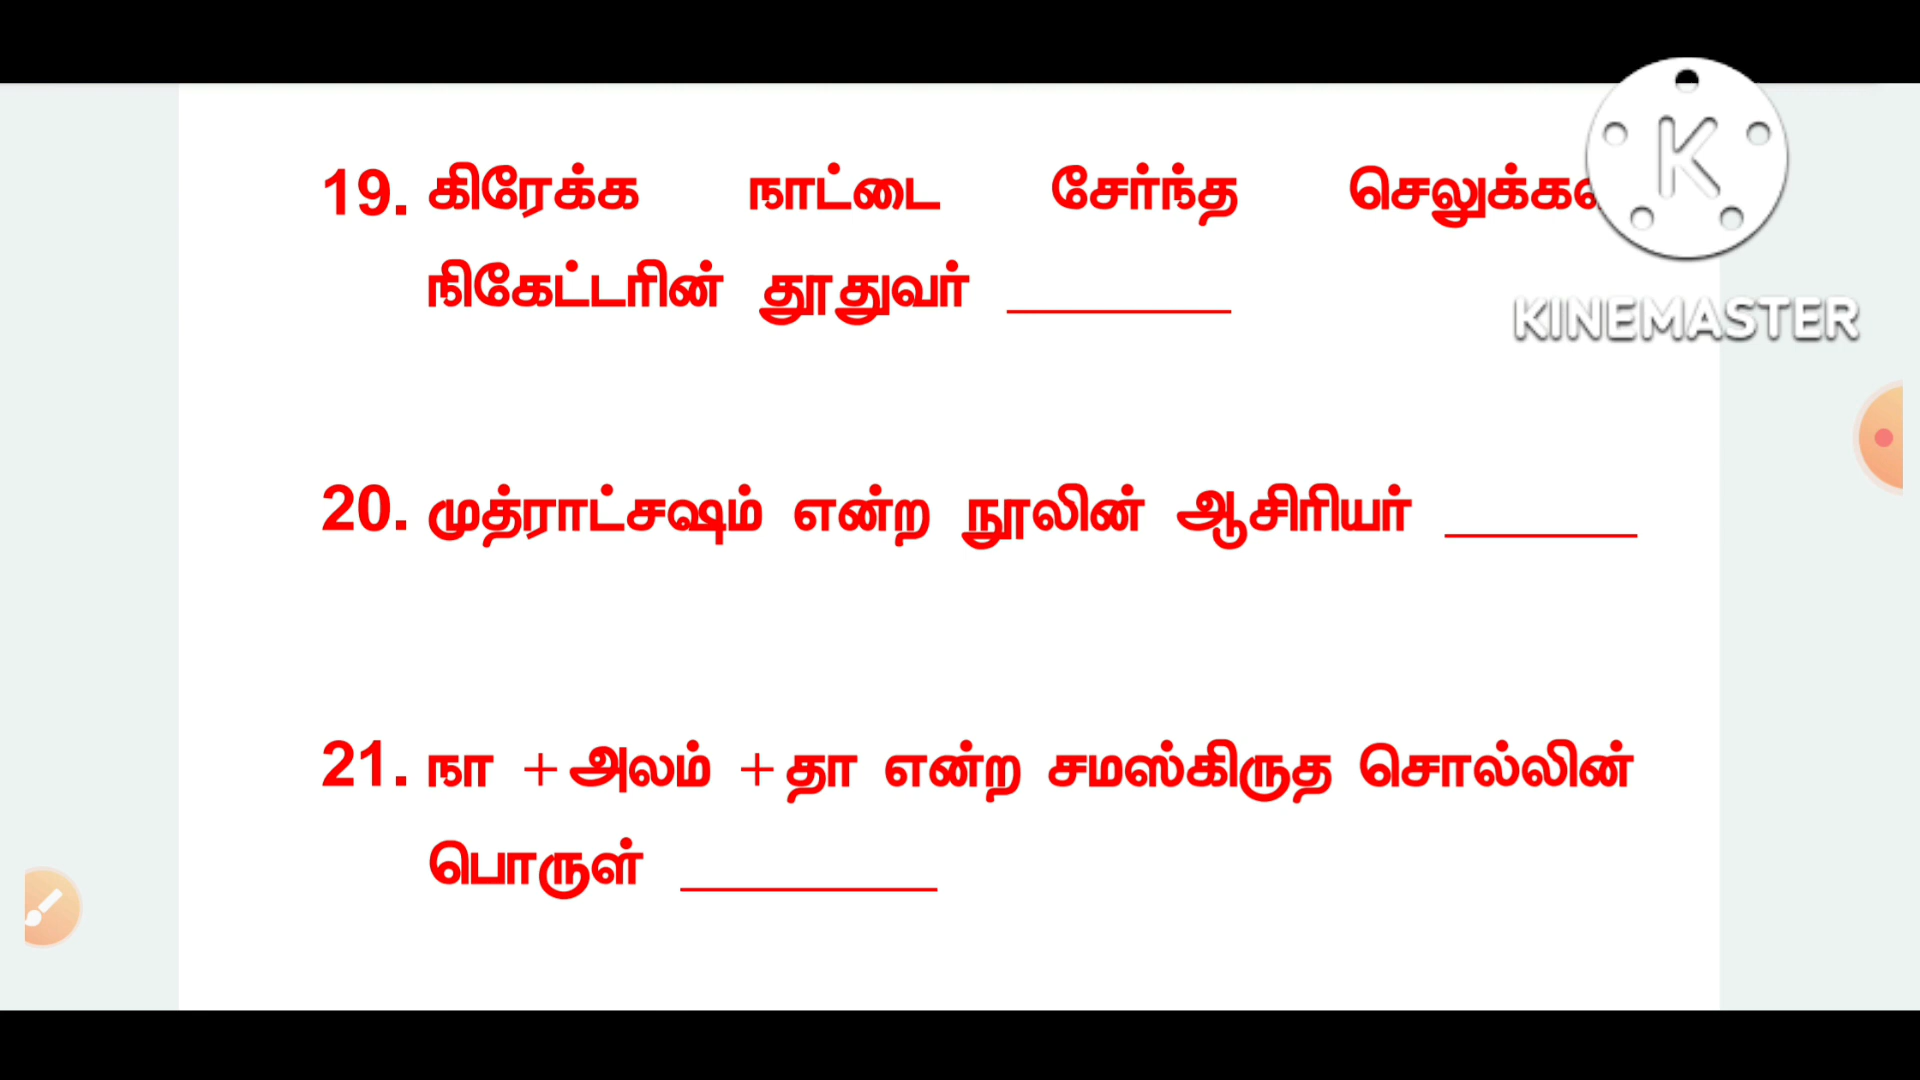 19. கிரேக்க நாட்டை சேர்ந்த
நிகேட்டரின் தூதுவர் ________
KINEMASTER
20. முத்ராட்சஷம் என்ற நூலின் ஆசிரியர் ______
21. நா + அலம் + தா என்ற சமஸ்கிருத சொல்லின்
பொருள் ________